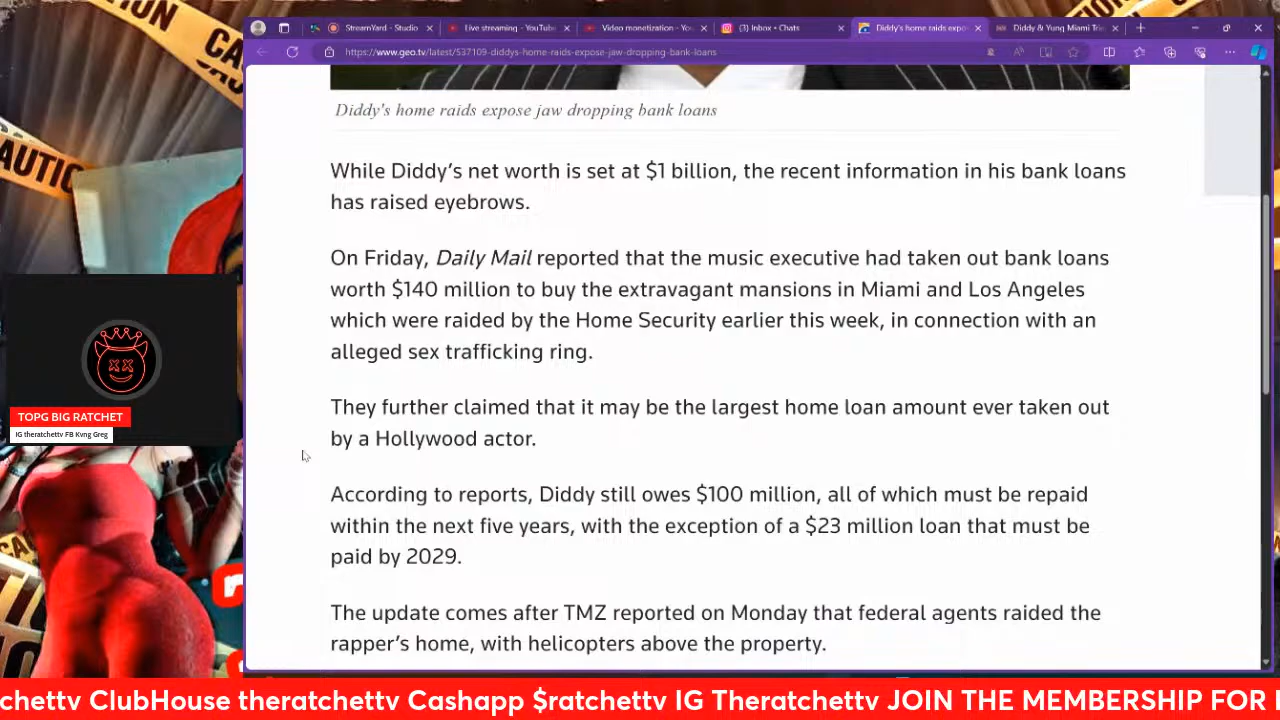 CAU
AUTIO
CAUTION
StreamYard - Studio
Live streaming - YouTube
Video monetization - Yo
(3) Inbox • Chats
Diddy's home raids expo
Diddy & Yung Miami Trie
https://www.geo.tv/latest/537109-diddys-home-raids-expose-jaw-dropping-bank-loans
Diddy's home raids expose jaw dropping bank loans
While Diddy's net worth is set at $1 billion, the recent information in his bank loans
has raised eyebrows.
On Friday, Daily Mail reported that the music executive had taken out bank loans
worth $140 million to buy the extravagant mansions in Miami and Los Angeles
which were raided by the Home Security earlier this week, in connection with an
alleged sex trafficking ring.
They further claimed that it may be the largest home loan amount ever taken out
by a Hollywood actor.
According to reports, Diddy still owes $100 million, all of which must be repaid
within the next five years, with the exception of a $23 million loan that must be
paid by 2029.
The update comes after TMZ reported on Monday that federal agents raided the
rapper's home, with helicopters above the property.
TOPG BIG RATCHET
IG theratchettv FB Kvng Greg
chettv ClubHouse theratchettv Cashapp $ratchettv IG Theratchettv JOIN THE MEMBERSHIP FOR